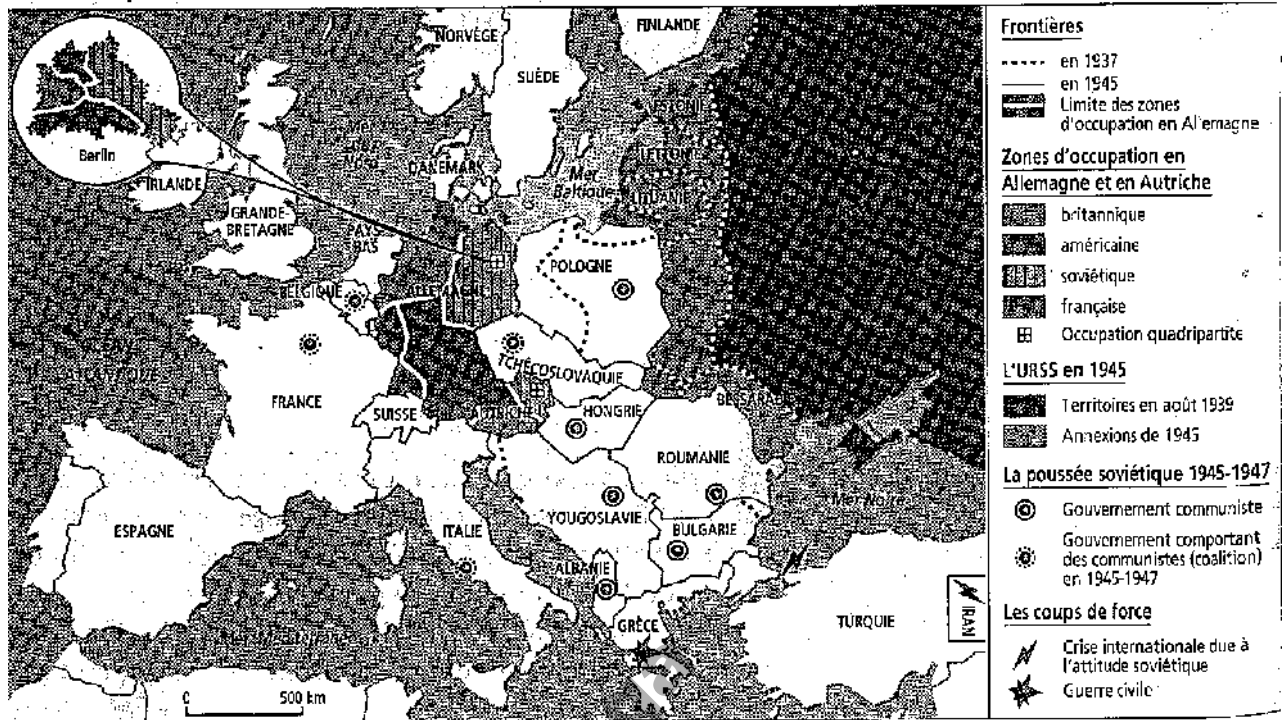 NORVÈGE
FINLANDE
SUÈDE
ESTONIE
LETTONIE
LITUANIE
Mer
du
Nord
Mer
Baltique
DANEMARK
Berlin
IRLANDE
GRANDE-
BRETAGNE
PAYS-
BAS
BELGIQUE
ALLEMAGNE
POLOGNE
TCHÉCOSLOVAQUIE
FRANCE
SUISSE
AUTRICHE
HONGRIE
BESSARABIE
ROUMANIE
Mer Noire
YOUGOSLAVIE
BULGARIE
ESPAGNE
ITALIE
ALBANIE
GRÈCE
TURQUIE
IRAN
0 500 km
Frontières
en 1937
en 1945
Limite des zones
d'occupation en Allemagne
Zones d'occupation en
Allemagne et en Autriche
britannique
américaine
soviétique
française
Occupation quadripartite
L'URSS en 1945
Territoires en août 1939
Annexions de 1945
La poussée soviétique 1945-1947
Gouvernement communiste
Gouvernement comportant
des communistes (coalition)
en 1945-1947
Les coups de force
Crise internationale due à
l'attitude soviétique
Guerre civile